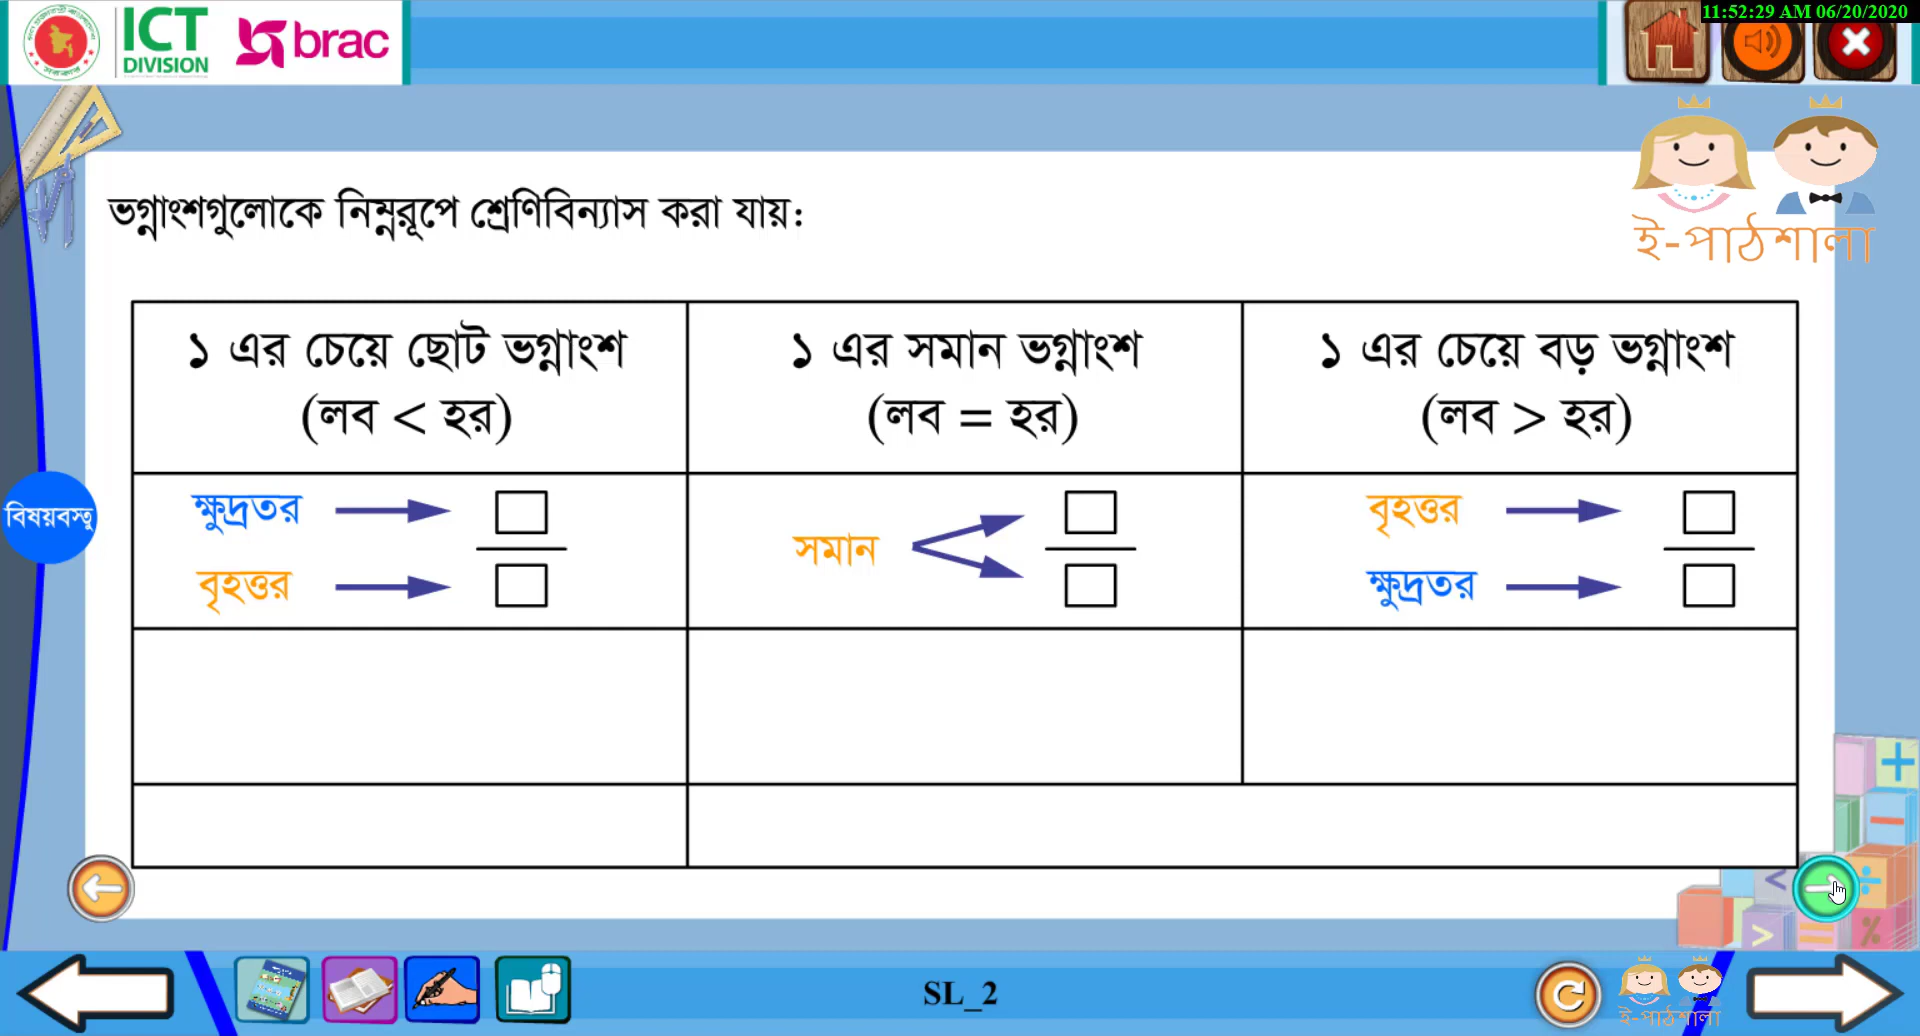 ICT
DIVISION
brac
11:52:29 AM 06/20/2020
ই-পাঠশালা
ভগ্নাংশগুলোকে নিম্নরূপে শ্রেণিবিন্যাস করা যায়:
১ এর চেয়ে ছোট ভগ্নাংশ
(লব < হর)
১ এর সমান ভগ্নাংশ
(লব = হর)
১ এর চেয়ে বড় ভগ্নাংশ
(লব > হর)
ক্ষুদ্রতর
বৃহত্তর
সমান
বৃহত্তর
ক্ষুদ্রতর
বিষয়বস্তু
SL_2
ই-পাঠশালা